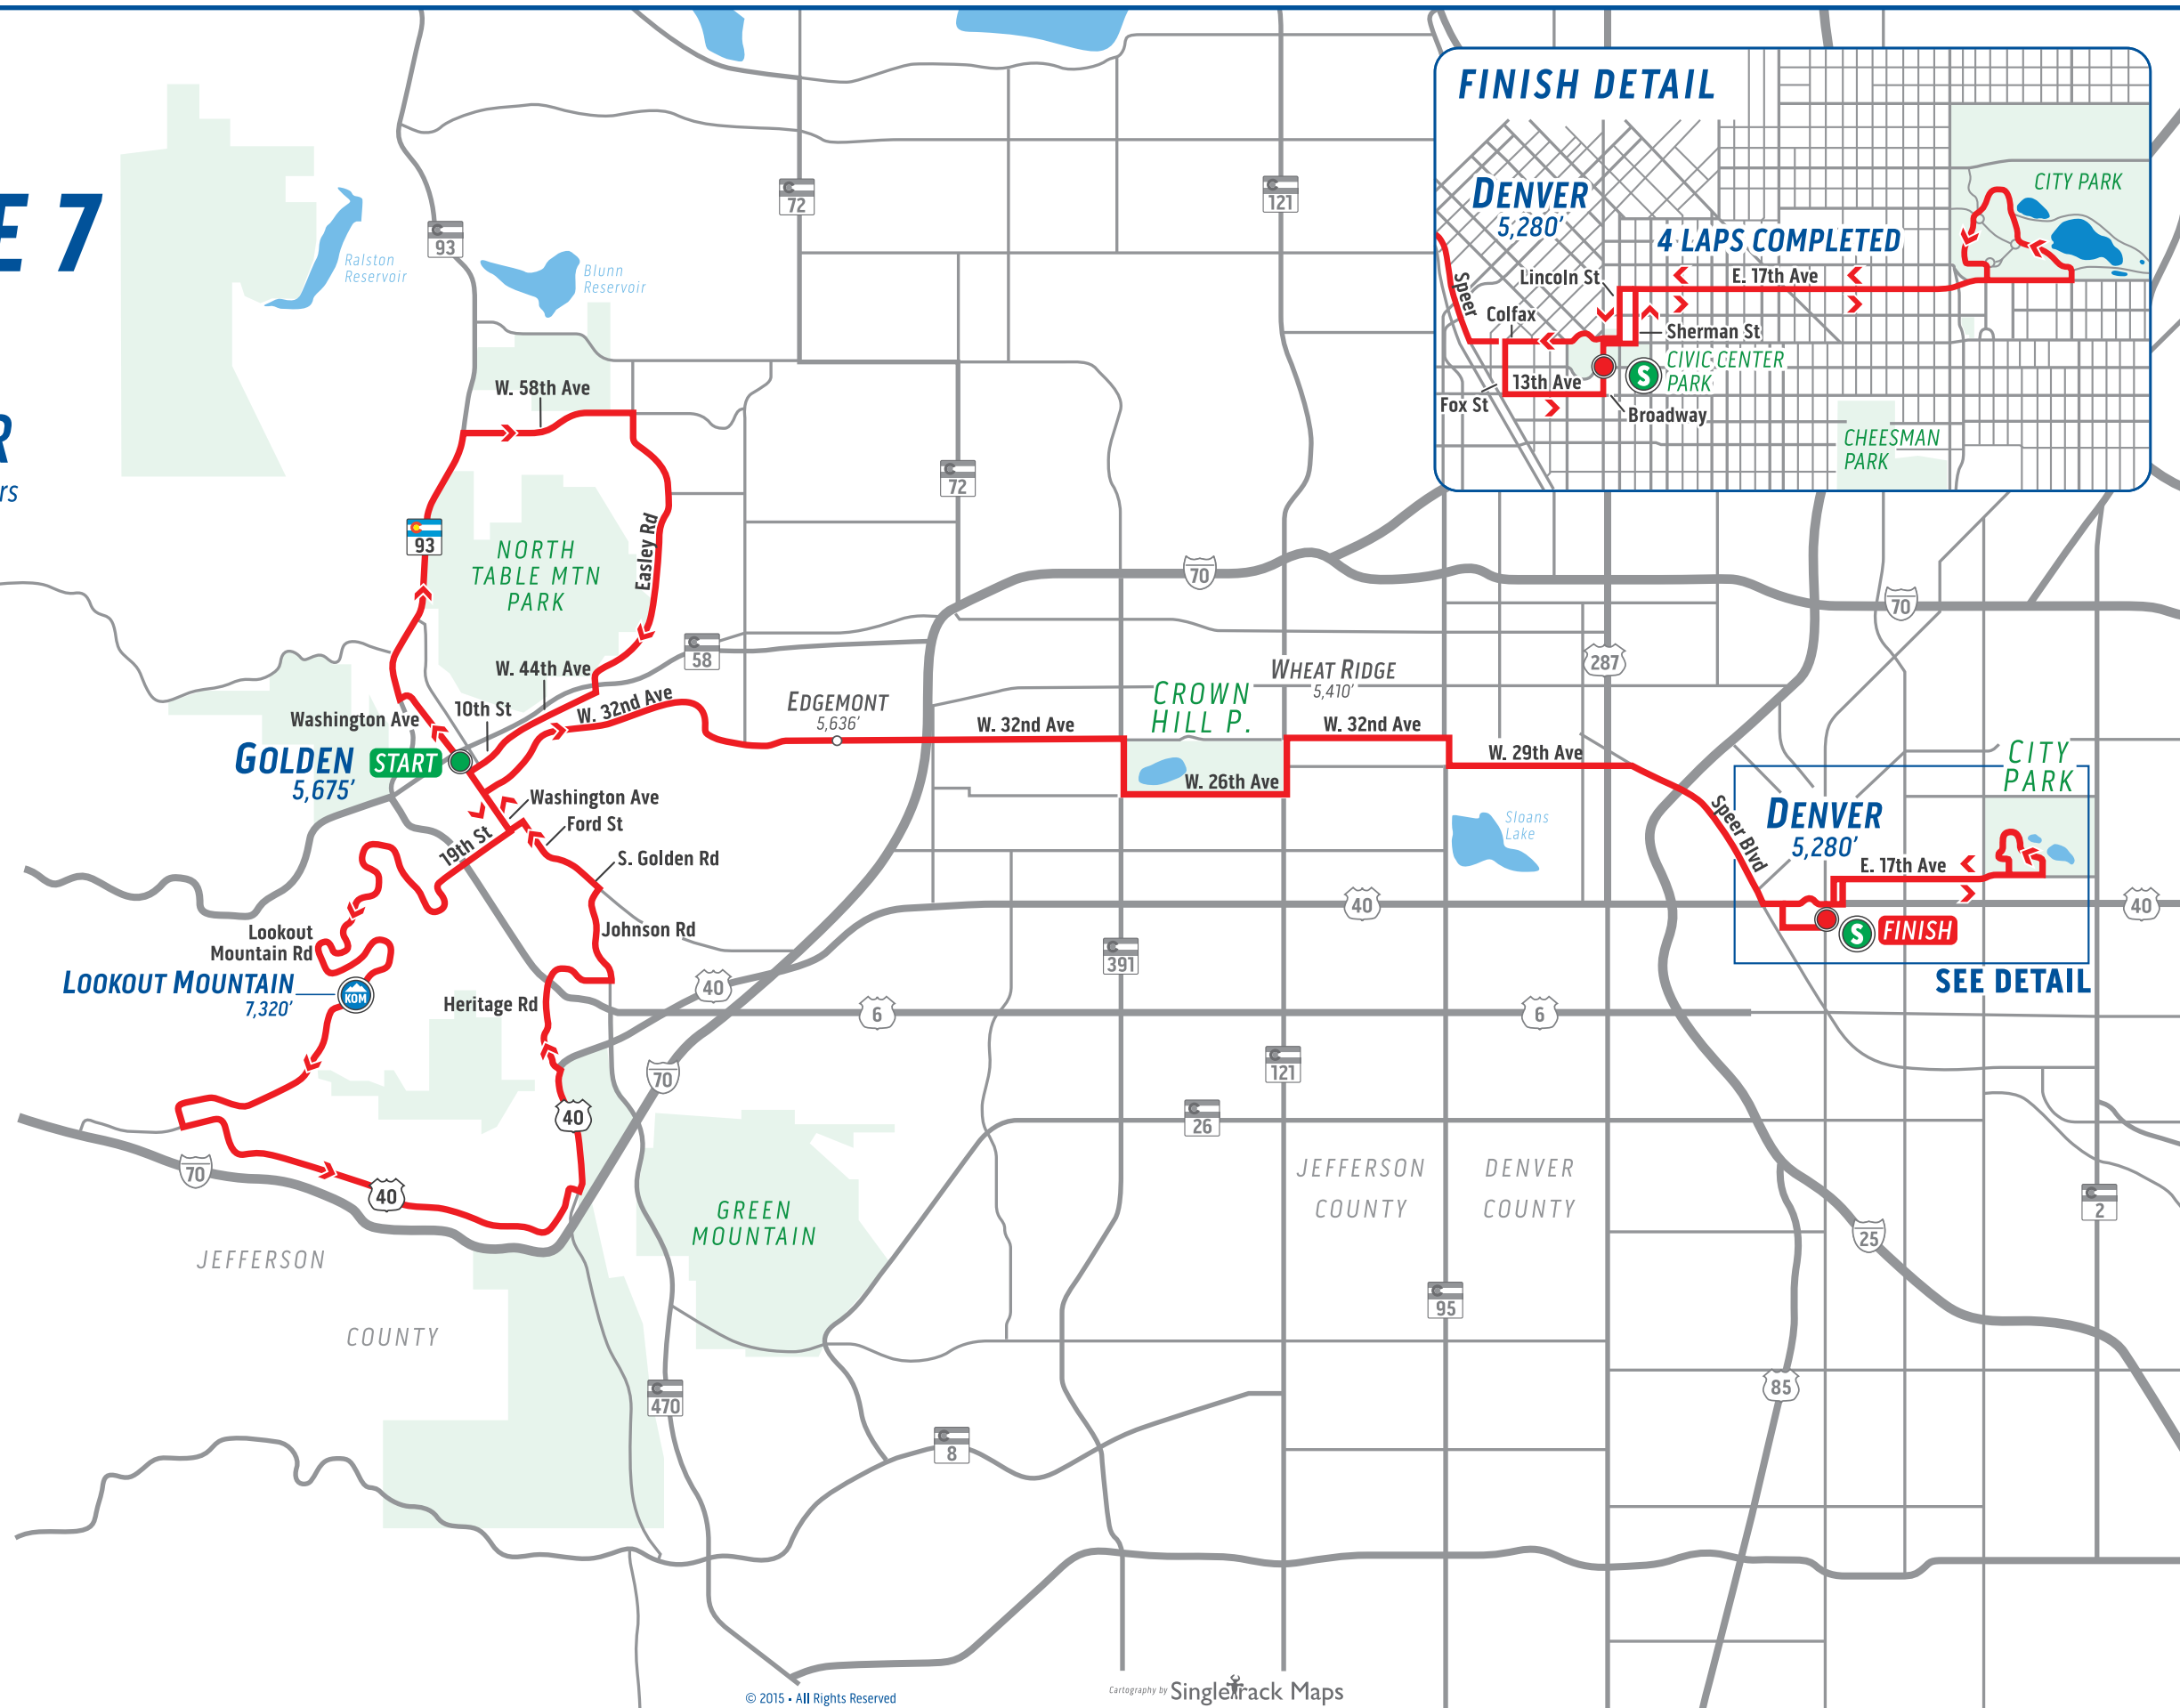 E 7
R
rs
FINISH DETAIL
DENVER
5,280'
4 LAPS COMPLETED
CITY PARK
Lincoln St
E. 17th Ave
Speer
Colfax
Sherman St
CIVIC CENTER
PARK
S
13th Ave
Fox St
Broadway
CHEESMAN
PARK
72
121
93
Ralston
Reservoir
Blunn
Reservoir
W. 58th Ave
72
93
NORTH
TABLE MTN
PARK
Easley Rd
70
70
58
287
W. 44th Ave
WHEAT RIDGE
5,410'
CROWN
HILL P.
EDGEMONT
5,636'
W. 32nd Ave
10th St
Washington Ave
W. 32nd Ave
W. 32nd Ave
W. 29th Ave
GOLDEN
5,675'
START
CITY
PARK
W. 26th Ave
Washington Ave
Ford St
19th St
S. Golden Rd
Sloans
Lake
Speer Blvd
DENVER
5,280'
E. 17th Ave
40
40
Lookout
Mountain Rd
Johnson Rd
S
FINISH
391
LOOKOUT MOUNTAIN
7,320'
KOM
SEE DETAIL
40
Heritage Rd
6
6
70
121
40
26
70
40
JEFFERSON
COUNTY
DENVER
COUNTY
2
GREEN
MOUNTAIN
25
JEFFERSON
COUNTY
95
85
470
8
© 2015 • All Rights Reserved
Cartography by SingleTrack Maps